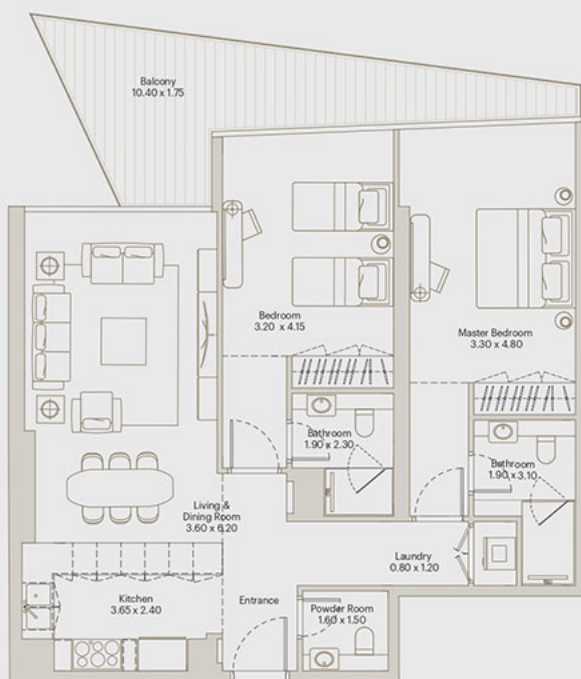 Balcony
10.40 x 1.75
Bedroom
3.20 x 4.15
Master Bedroom
3.30 x 4.80
Bathroom
1.90 x 2.30
Bathroom
1.90 x 3.10
Living &
Dining Room
3.60 x 6.20
Laundry
0.80 x 1.20
Kitchen
3.65 x 2.40
Entrance
Powder Room
1.60 x 1.50